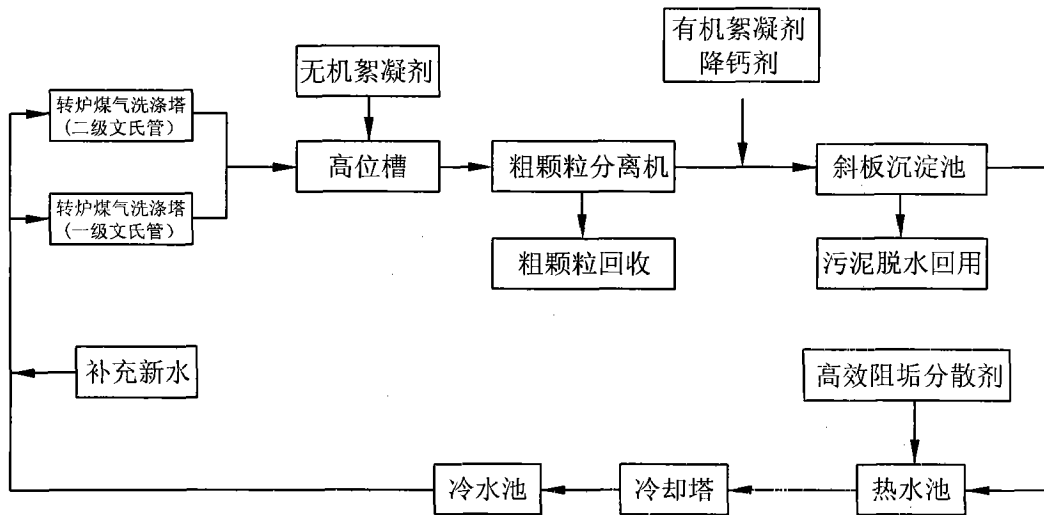 有机絮凝剂
降钙剂
无机絮凝剂
转炉煤气洗涤塔
(二级文氏管)
高位槽
粗颗粒分离机
斜板沉淀池
转炉煤气洗涤塔
(一级文氏管)
粗颗粒回收
污泥脱水回用
补充新水
高效阻垢分散剂
冷水池
冷却塔
热水池